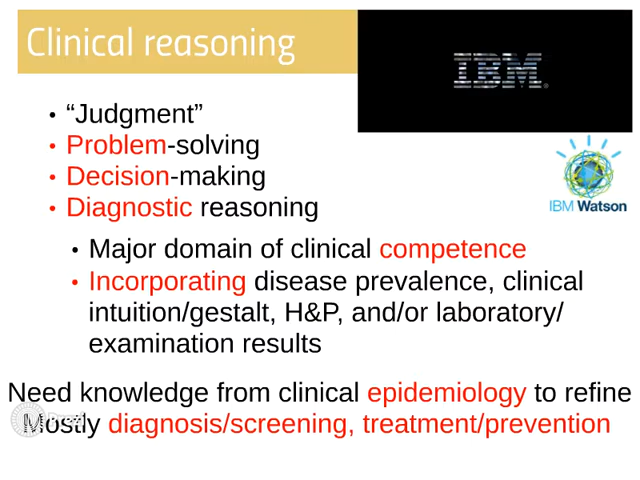 Clinical reasoning
IBM.
• “Judgment”
• Problem-solving
• Decision-making
• Diagnostic reasoning
IBM Watson
• Major domain of clinical competence
• Incorporating disease prevalence, clinical
intuition/gestalt, H&P, and/or laboratory/
examination results
Need knowledge from clinical epidemiology to refine
Mostly diagnosis/screening, treatment/prevention